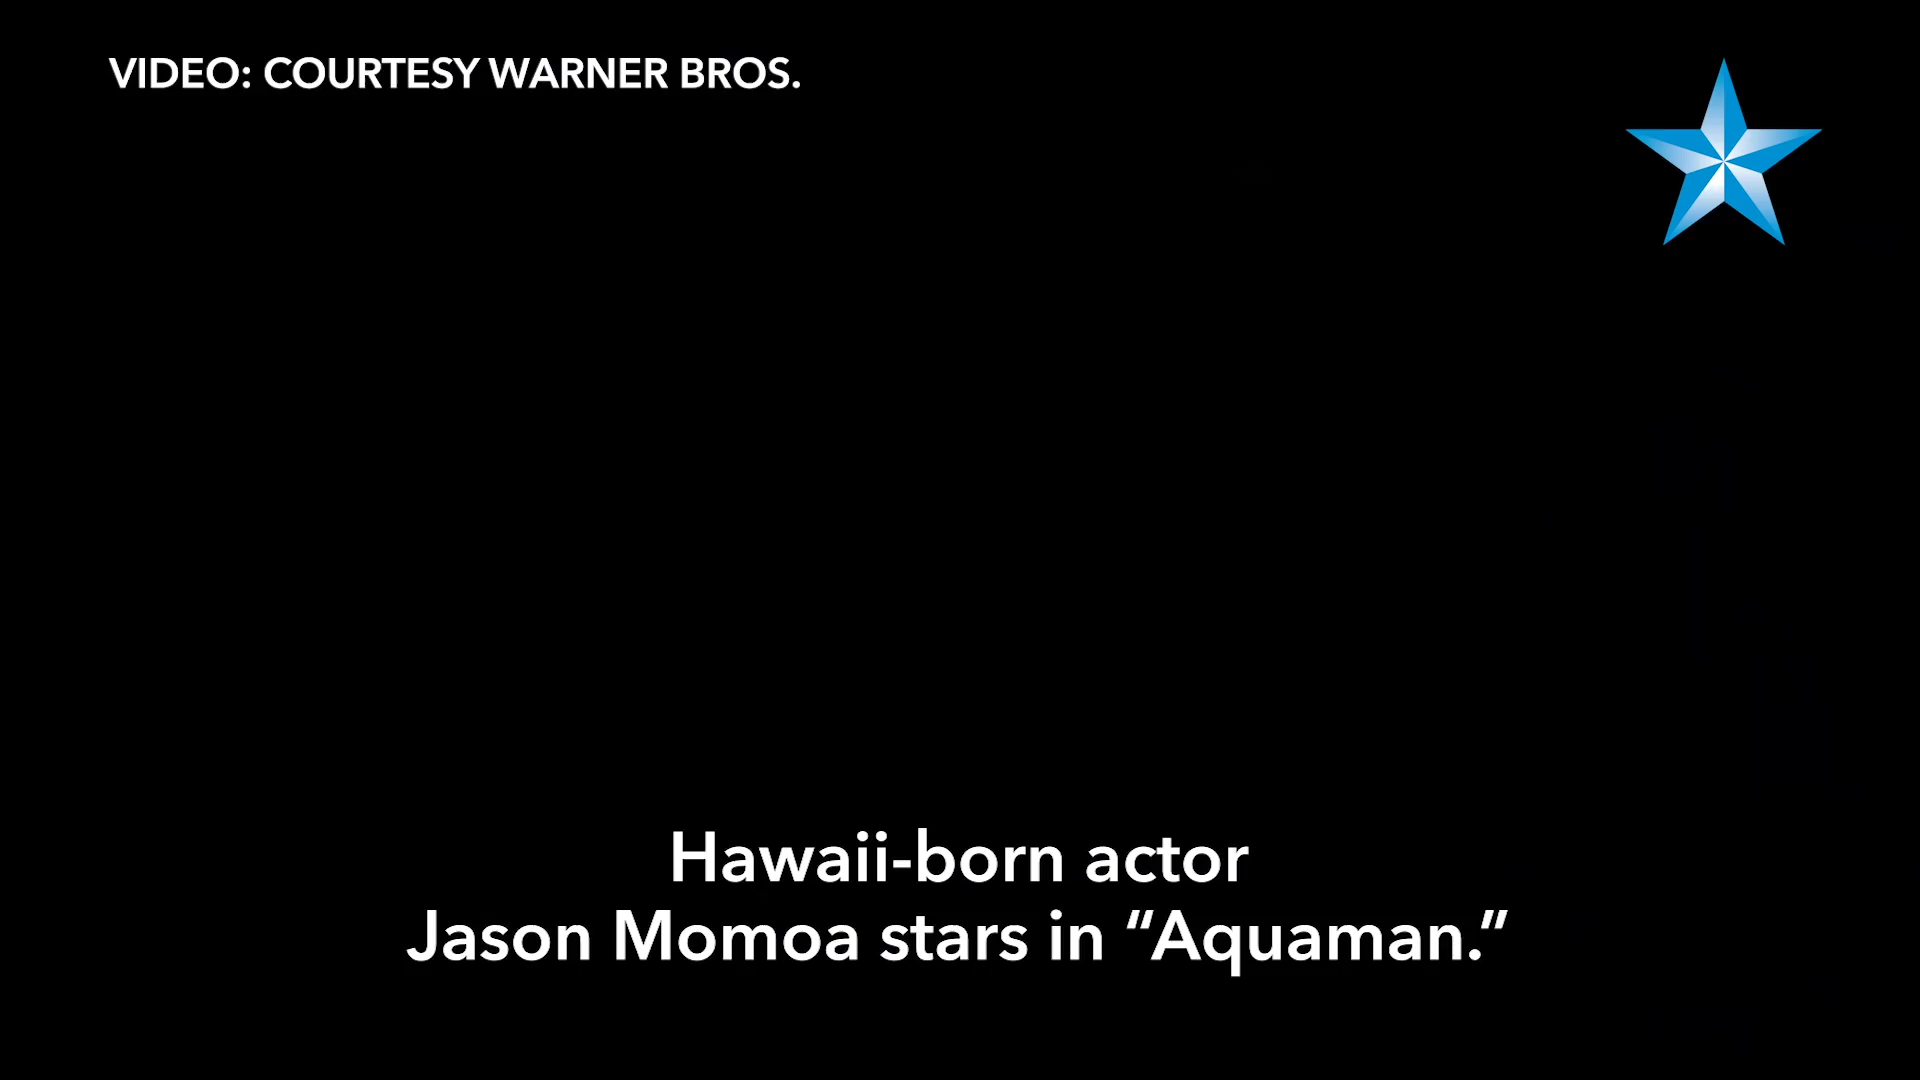 VIDEO: COURTESY WARNER BROS.
Hawaii-born actor
Jason Momoa stars in “Aquaman.”